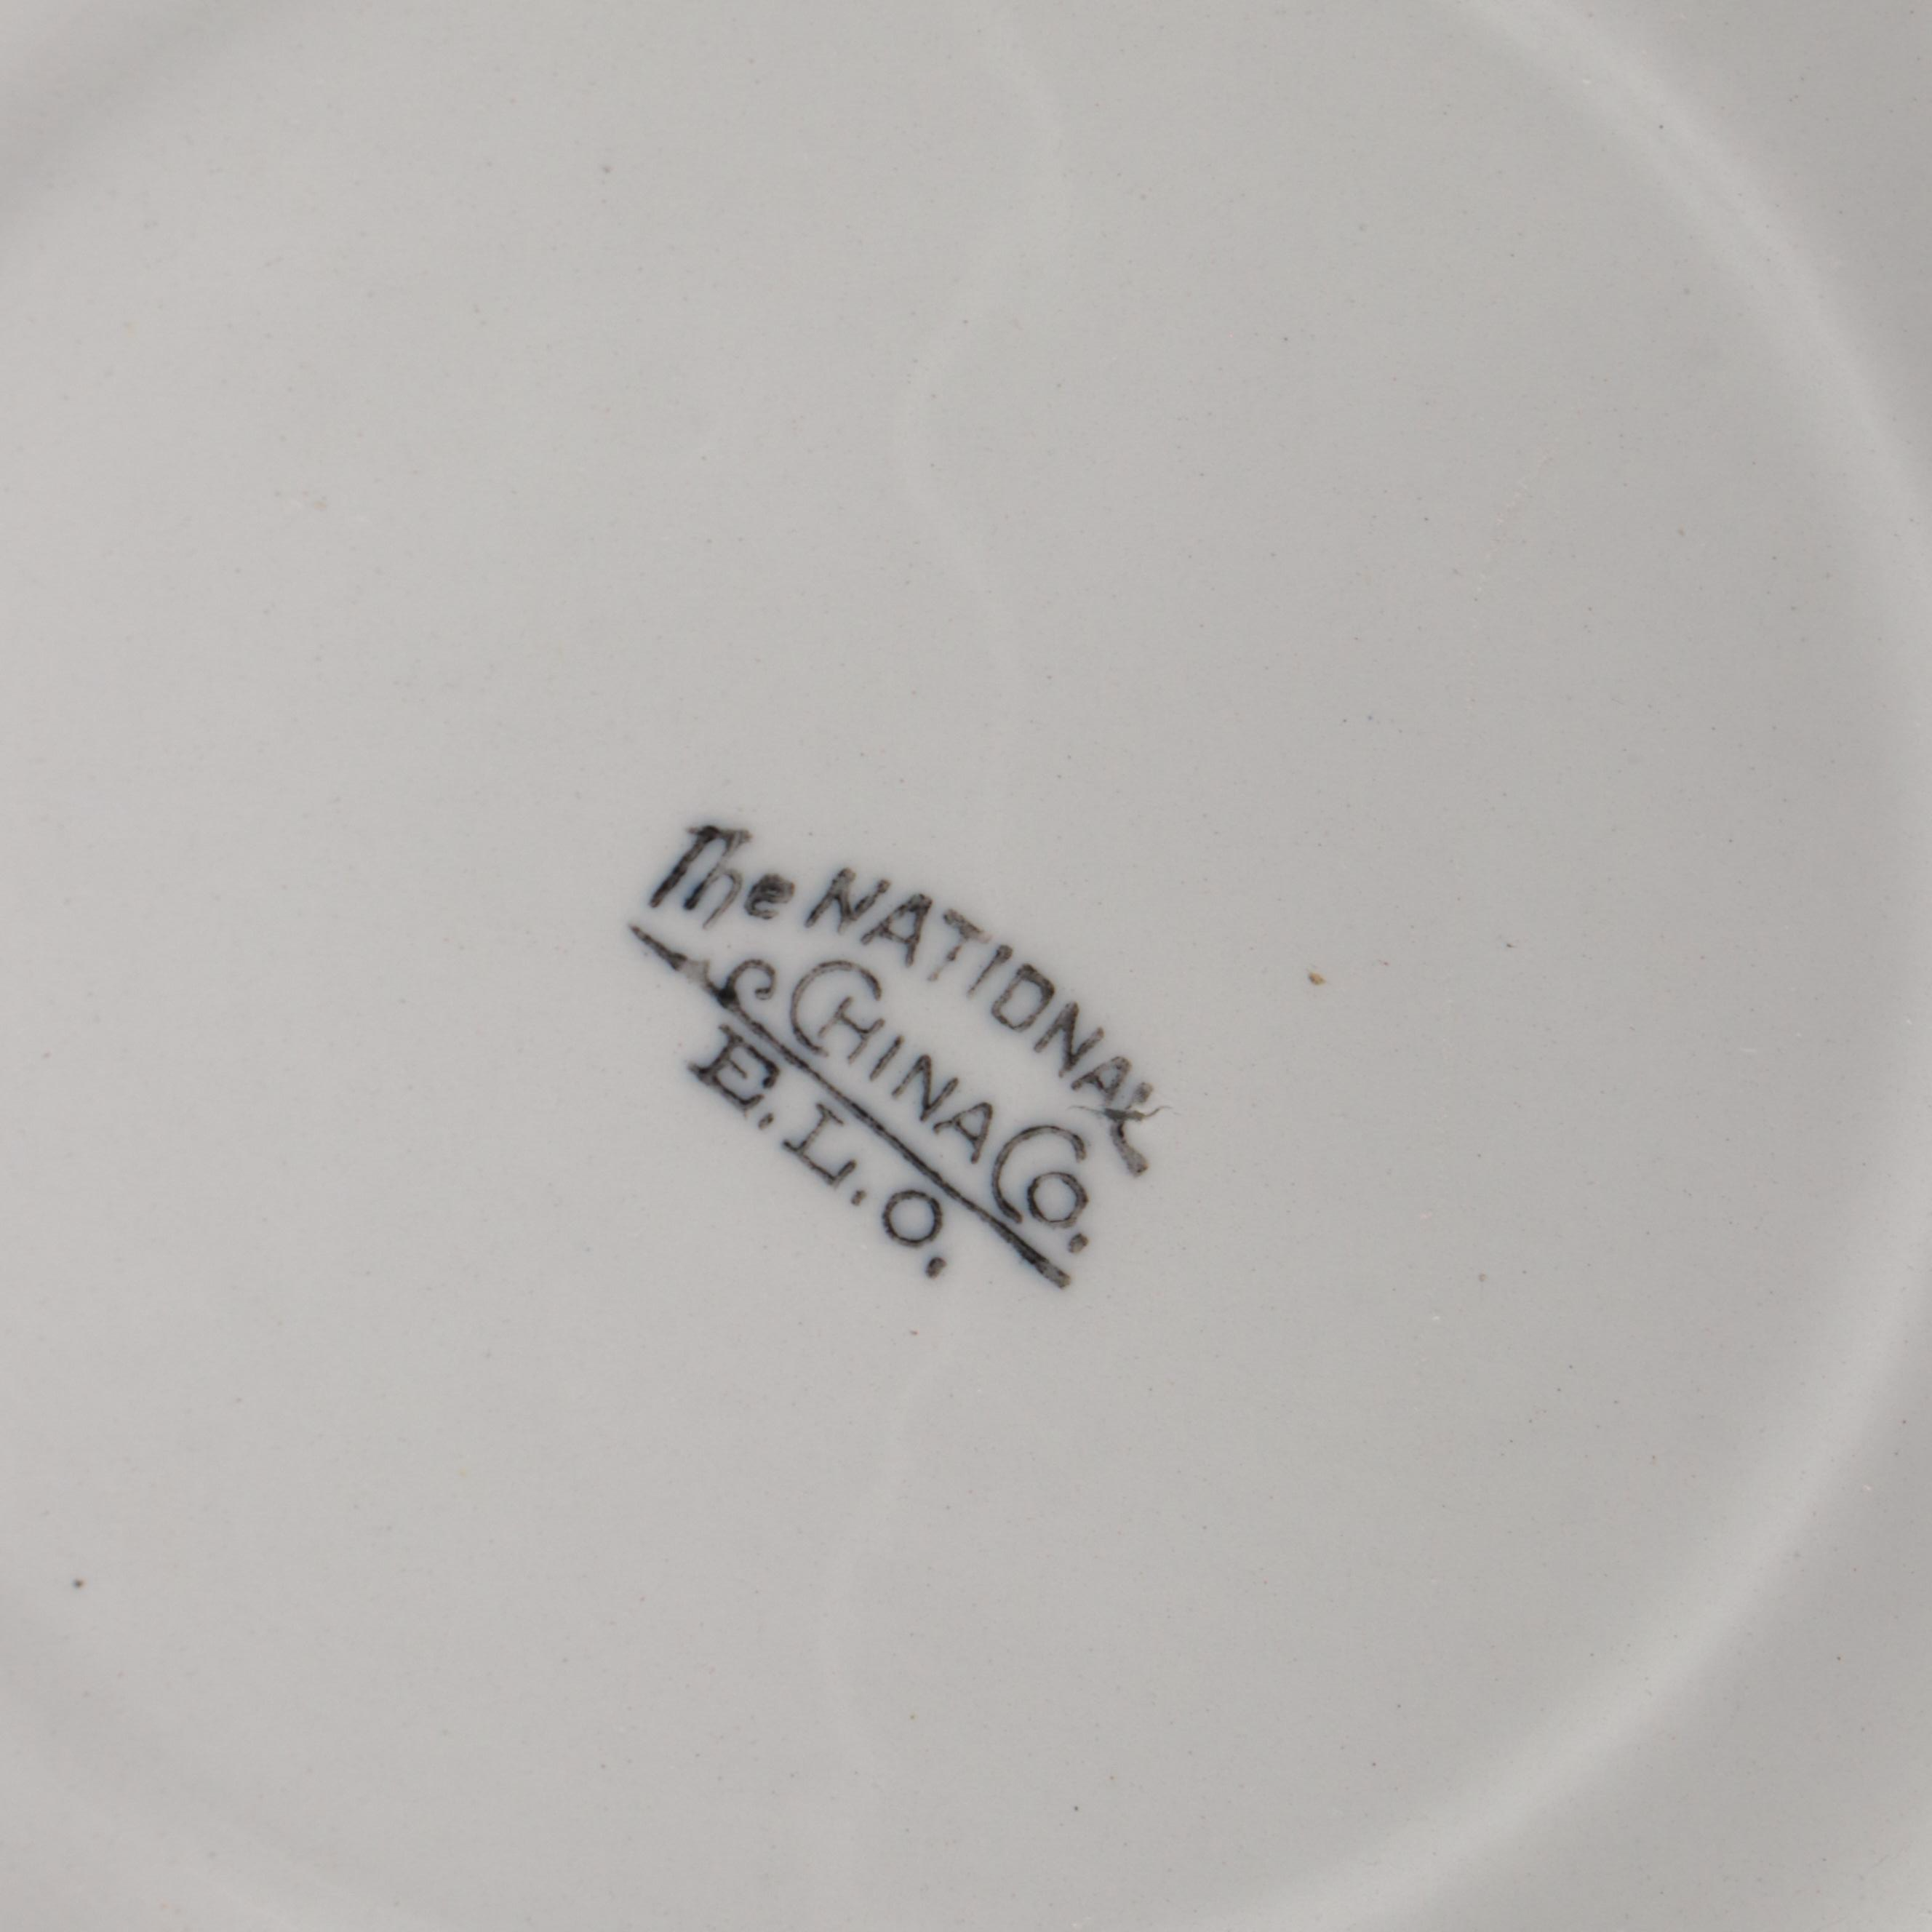 The NATIONAL
CHINA CO.
E.L.O.